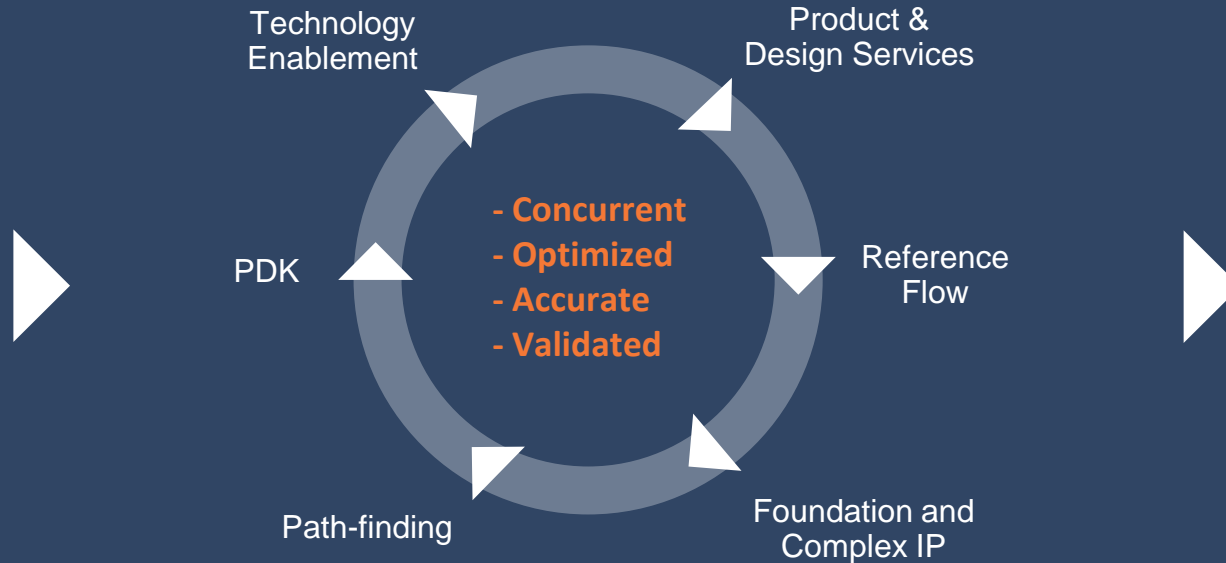 Technology
Enablement
Product &
Design Services
- Concurrent
- Optimized
- Accurate
- Validated
PDK
Reference
Flow
Path-finding
Foundation and
Complex IP